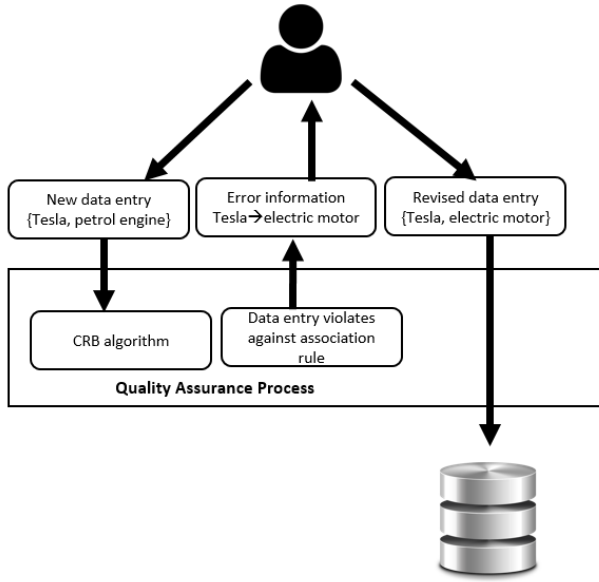 New data entry
{Tesla, petrol engine}
Error information
Tesla→electric motor
Revised data entry
{Tesla, electric motor}
CRB algorithm
Data entry violates
against association
rule
Quality Assurance Process